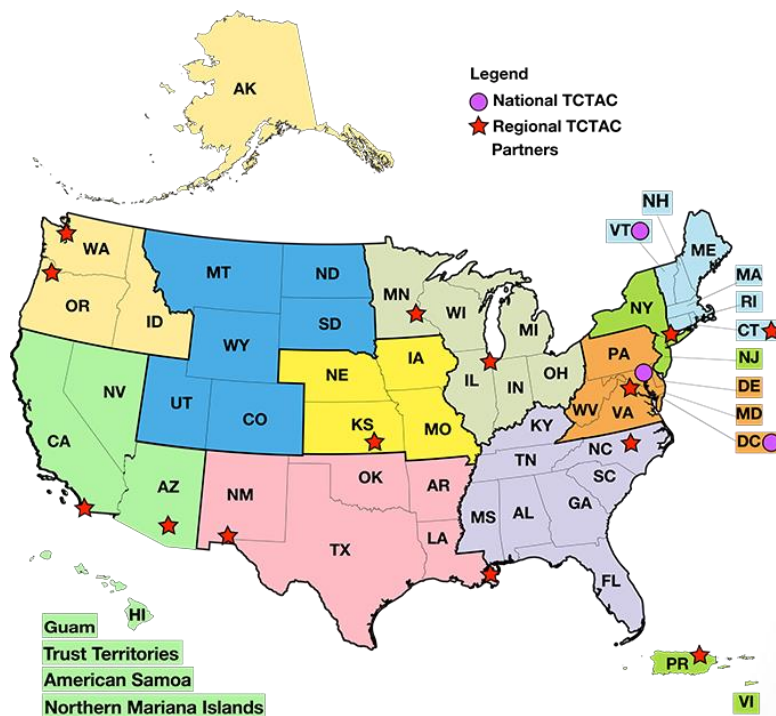 AK
Legend
National TCTAC
Regional TCTAC
Partners
NH
VT
ME
WA
MT
ND
MN
MA
OR
ID
WI
MI
NY
RI
SD
CT
WY
PA
NJ
IA
NE
OH
DE
NV
IL
IN
UT
CO
WV
VA
MD
CA
KS
MO
KY
DC
NC
TN
OK
AZ
NM
AR
SC
GA
MS
AL
TX
LA
FL
HI
Guam
Trust Territories
American Samoa
Northern Mariana Islands
PR
VI